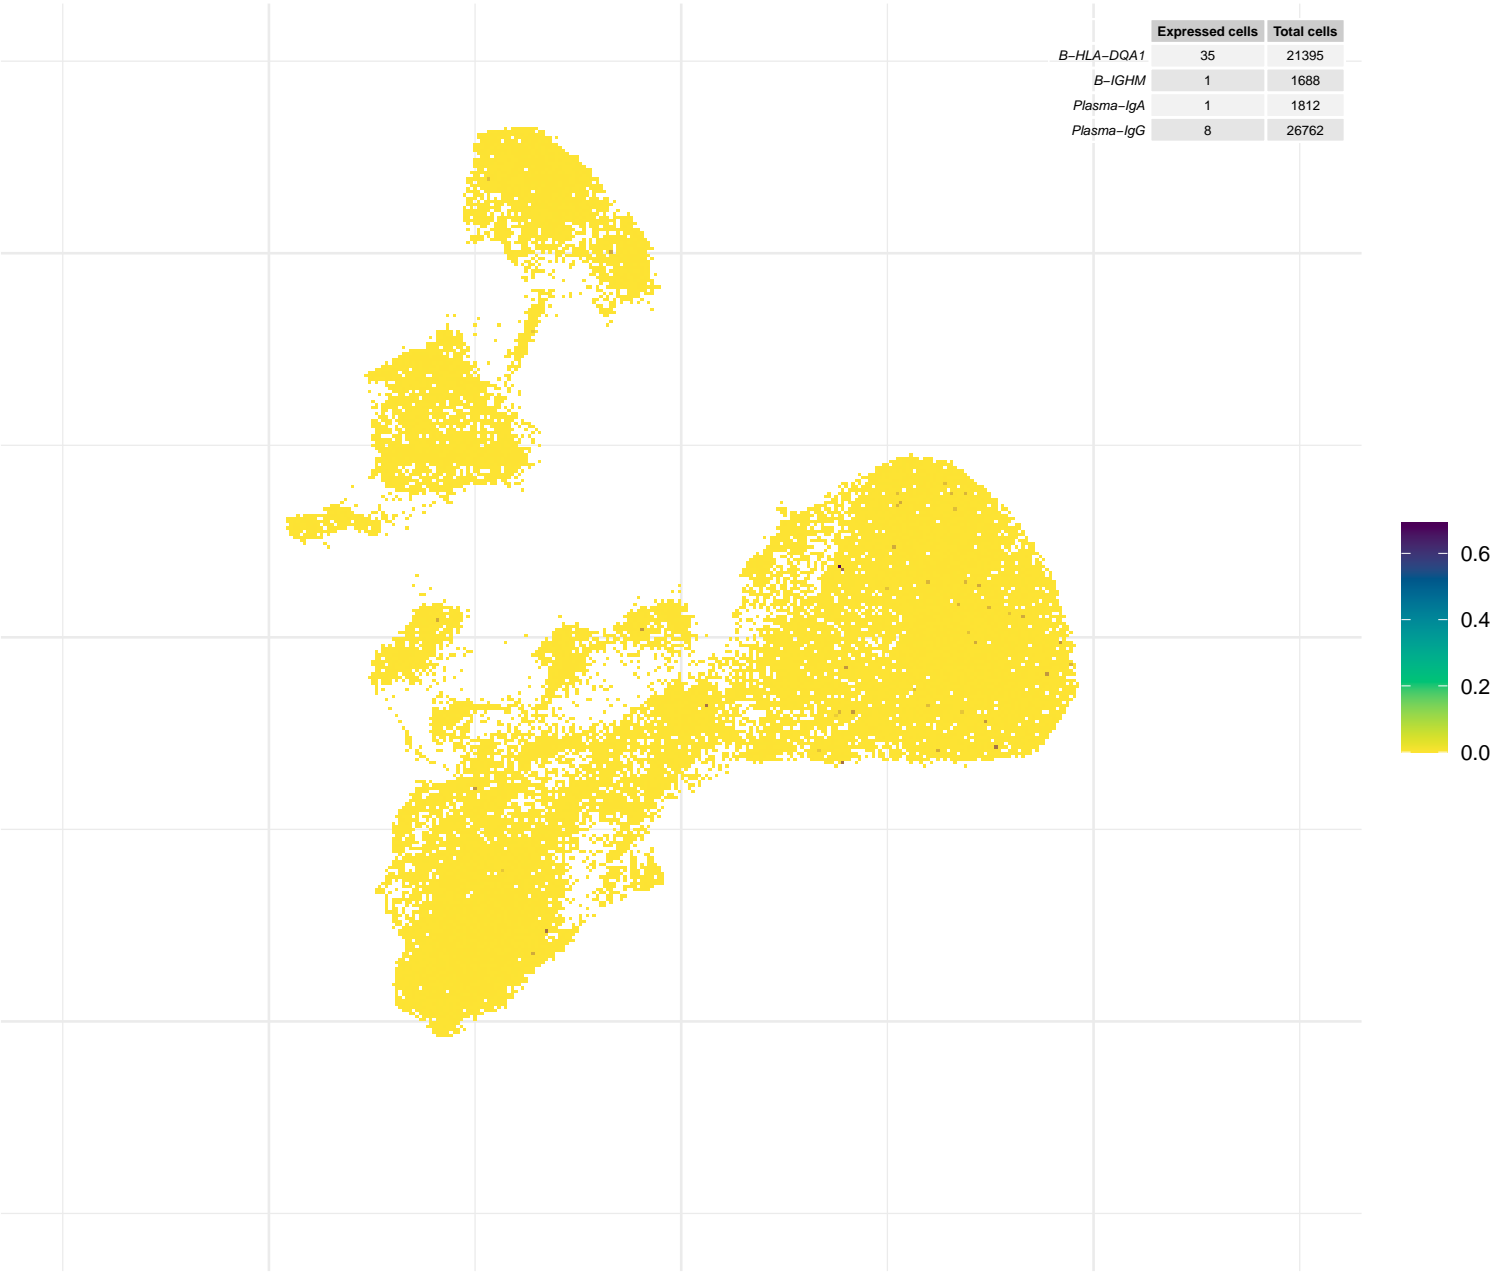 Expressed cells Total cells
B−HLA−DQA1 35 21395
B−IGHM 1 1688
Plasma−IgA 1 1812
Plasma−IgG 8 26762
0.6
0.4
0.2
0.0